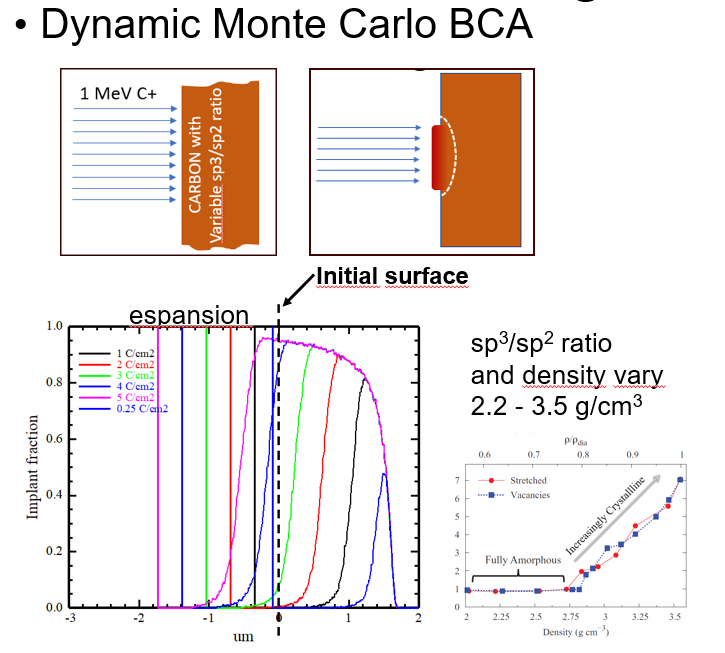 • Dynamic Monte Carlo BCA
1 MeV C+
CARBON with
Variable sp3/sp2 ratio
Initial surface
espansion
1.0
0.8
0.6
0.4
0.2
0.0
Implant fraction
1 C/cm2
2 C/cm2
3 C/cm2
4 C/cm2
5 C/cm2
0.25 C/cm2
-3 -2 -1 0 1 2
um
sp³/sp² ratio
and density vary
2.2 - 3.5 g/cm³
ρ/ρdia
0.6 0.7 0.8 0.9 1
7
6
5
4
3
2
1
0
Stretched
Vacancies
Increasingly Crystalline
Fully Amorphous
2 2.25 2.5 2.75 3 3.25 3.5
Density (g cm⁻³)